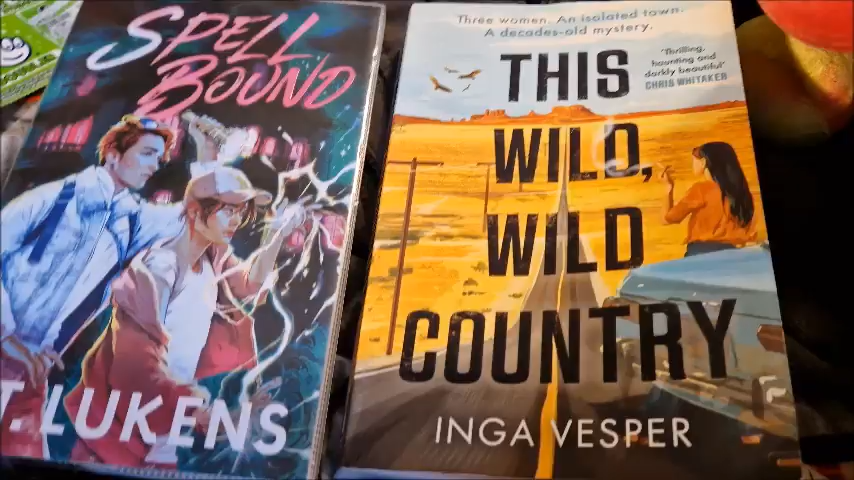 SPELL
BOUND
T. LUKENS
Three women. An isolated town.
A decades-old mystery.
THIS
WILD,
WILD
COUNTRY
'Thrilling,
haunting and
darkly beautiful'
CHRIS WHITAKER
INGA VESPER